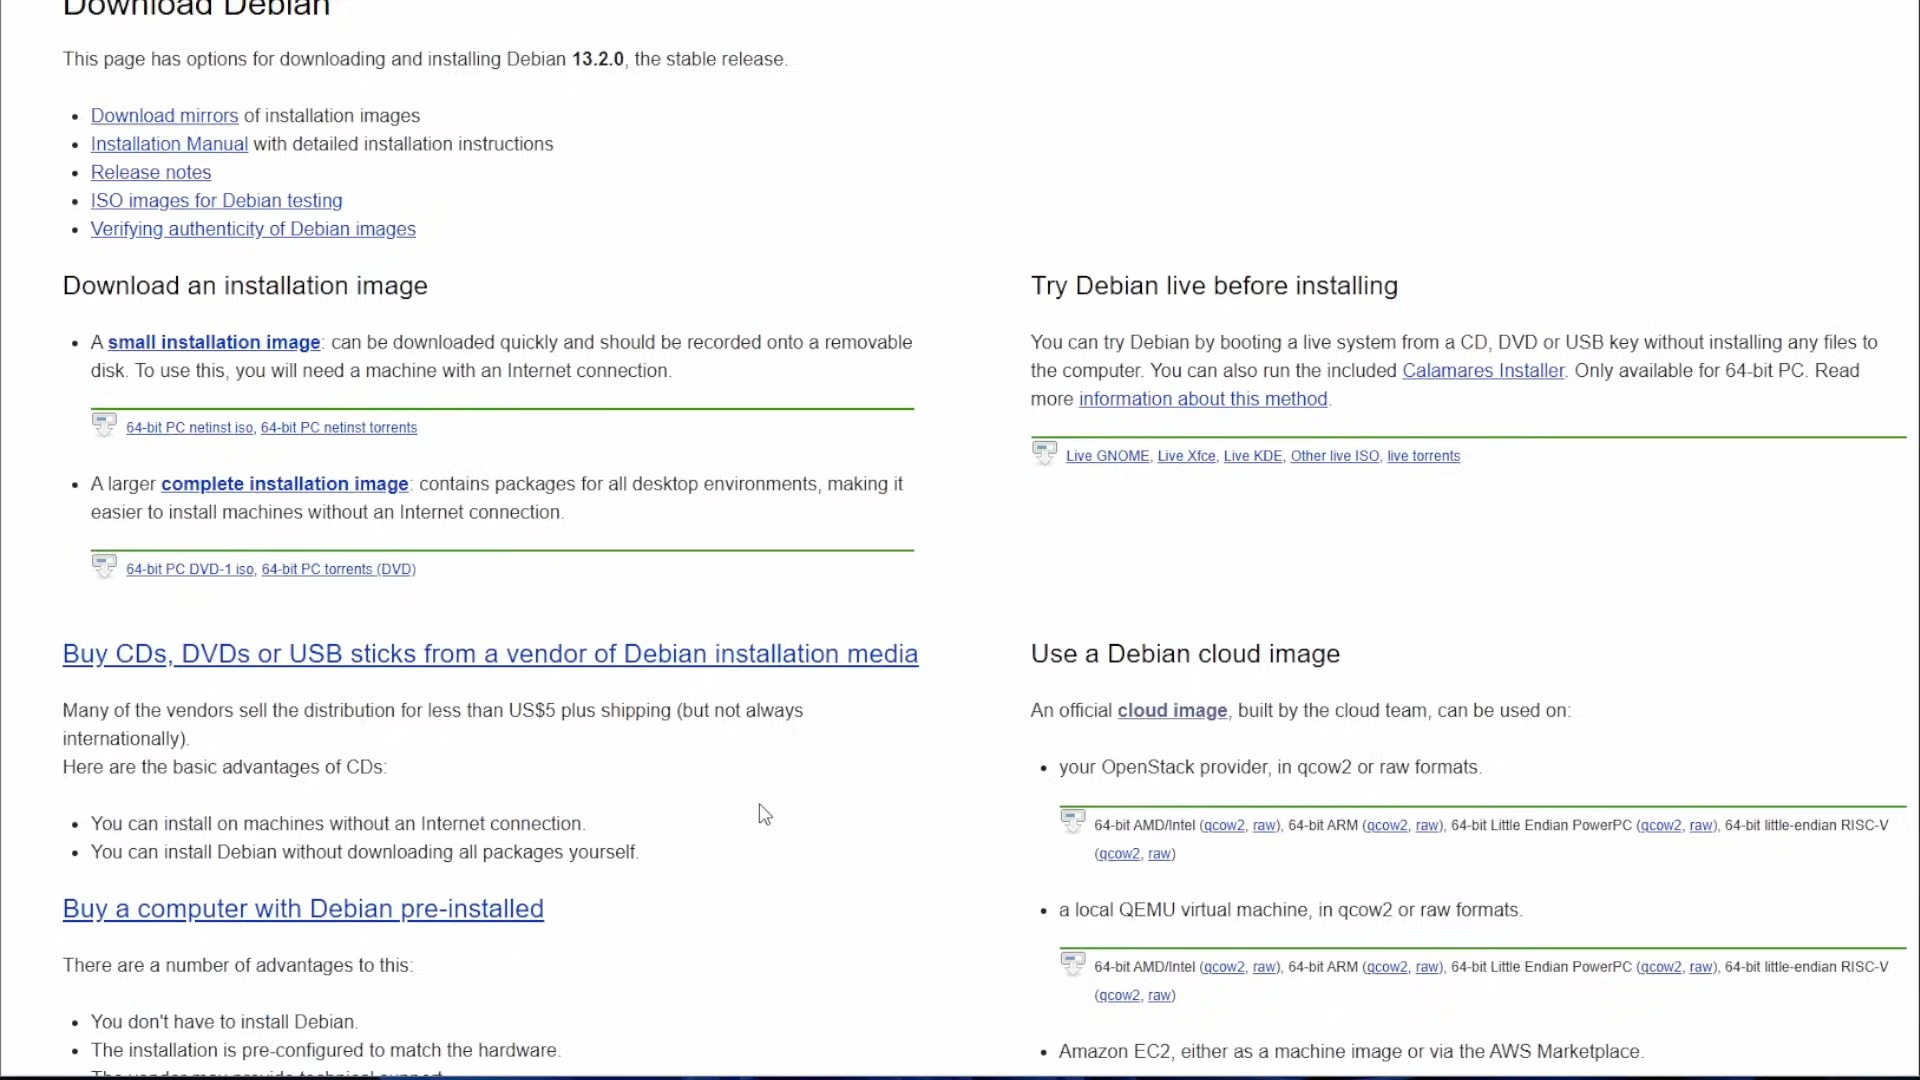 Download Debian
This page has options for downloading and installing Debian 13.2.0, the stable release.
• Download mirrors of installation images
• Installation Manual with detailed installation instructions
• Release notes
• ISO images for Debian testing
• Verifying authenticity of Debian images
Download an installation image
• A small installation image: can be downloaded quickly and should be recorded onto a removable
disk. To use this, you will need a machine with an Internet connection.
64-bit PC netinst iso, 64-bit PC netinst torrents
• A larger complete installation image: contains packages for all desktop environments, making it
easier to install machines without an Internet connection.
64-bit PC DVD-1 iso, 64-bit PC torrents (DVD)
Try Debian live before installing
You can try Debian by booting a live system from a CD, DVD or USB key without installing any files to
the computer. You can also run the included Calamares Installer. Only available for 64-bit PC. Read
more information about this method.
Live GNOME, Live Xfce, Live KDE, Other live ISO, live torrents
Buy CDs, DVDs or USB sticks from a vendor of Debian installation media
Many of the vendors sell the distribution for less than US$5 plus shipping (but not always
internationally).
Here are the basic advantages of CDs:
• You can install on machines without an Internet connection.
• You can install Debian without downloading all packages yourself.
Buy a computer with Debian pre-installed
There are a number of advantages to this:
• You don't have to install Debian.
• The installation is pre-configured to match the hardware.
• The vendor may provide technical support.
Use a Debian cloud image
An official cloud image, built by the cloud team, can be used on:
• your OpenStack provider, in qcow2 or raw formats.
64-bit AMD/Intel (qcow2, raw), 64-bit ARM (qcow2, raw), 64-bit Little Endian PowerPC (qcow2, raw), 64-bit little-endian RISC-V
(qcow2, raw)
• a local QEMU virtual machine, in qcow2 or raw formats.
64-bit AMD/Intel (qcow2, raw), 64-bit ARM (qcow2, raw), 64-bit Little Endian PowerPC (qcow2, raw), 64-bit little-endian RISC-V
(qcow2, raw)
• Amazon EC2, either as a machine image or via the AWS Marketplace.